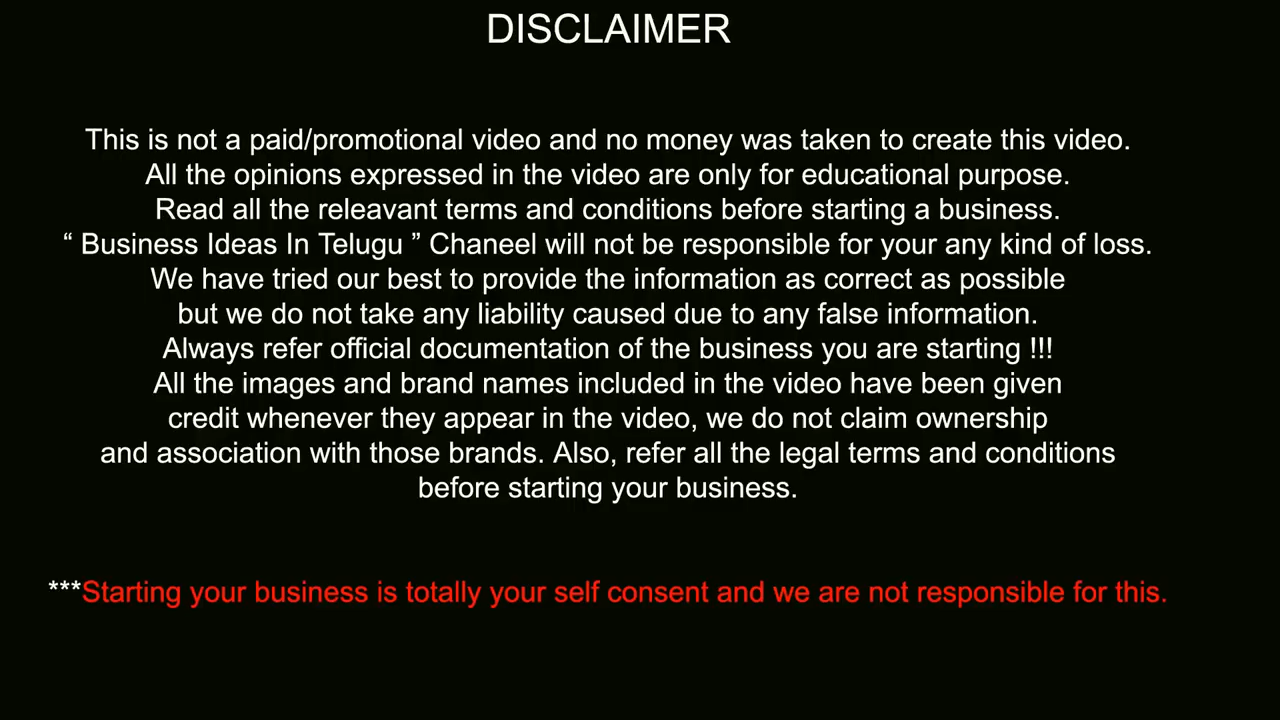 DISCLAIMER
This is not a paid/promotional video and no money was taken to create this video.
All the opinions expressed in the video are only for educational purpose.
Read all the releavant terms and conditions before starting a business.
“ Business Ideas In Telugu ” Chaneel will not be responsible for your any kind of loss.
We have tried our best to provide the information as correct as possible
but we do not take any liability caused due to any false information.
Always refer official documentation of the business you are starting !!!
All the images and brand names included in the video have been given
credit whenever they appear in the video, we do not claim ownership
and association with those brands. Also, refer all the legal terms and conditions
before starting your business.
***Starting your business is totally your self consent and we are not responsible for this.